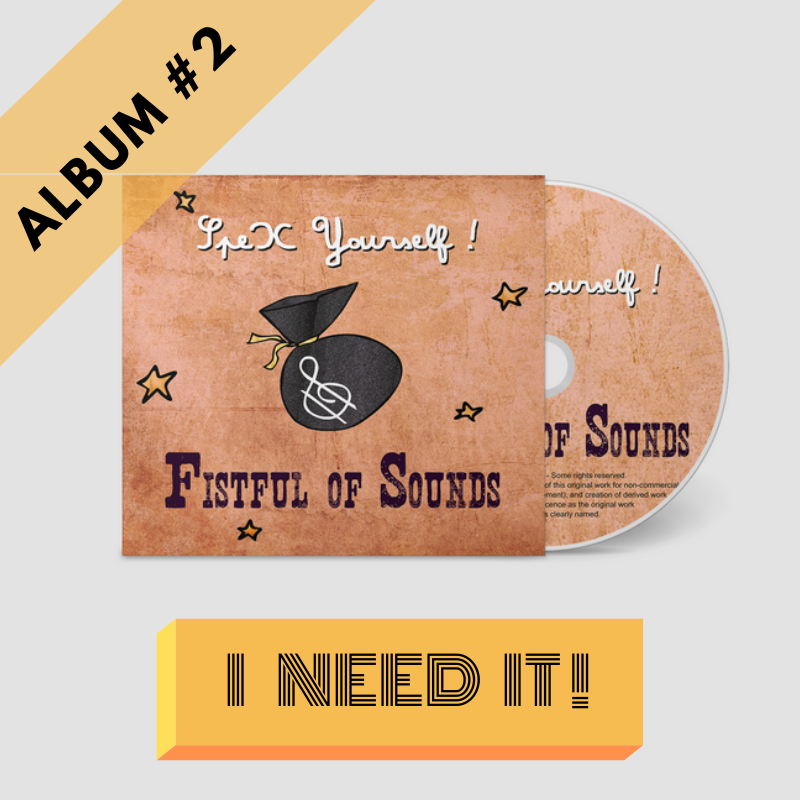 ALBUM #2
SpeX Yourself !
ourself !
Fistful of Sounds
of Sounds
- Some rights reserved
of this original work for non-commercial
ement), and creation of derived work
cence as the original work
s clearly named.
I NEED IT!